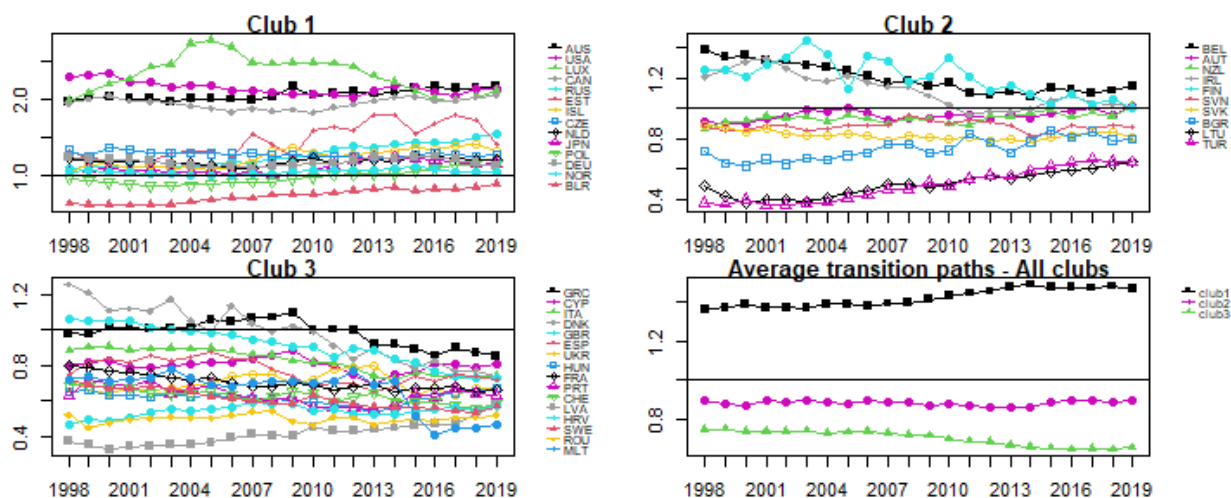 Club 1
2.0
1.0
1998 2001 2004 2007 2010 2013 2016 2019
AUS
USA
LUX
CAN
RUS
EST
ISL
CZE
NLD
JPN
POL
DEU
NOR
BLR
Club 2
1.2
0.8
0.4
1998 2001 2004 2007 2010 2013 2016 2019
BEL
AUT
NZL
IRL
FIN
SVN
SVK
BGR
LTU
TUR
Club 3
1.2
0.8
0.4
1998 2001 2004 2007 2010 2013 2016 2019
GRC
CYP
ITA
DNK
GBR
ESP
UKR
HUN
FRA
PRT
CHE
LVA
HRV
SWE
ROU
MLT
Average transition paths - All clubs
1.2
0.8
1998 2001 2004 2007 2010 2013 2016 2019
club1
club2
club3